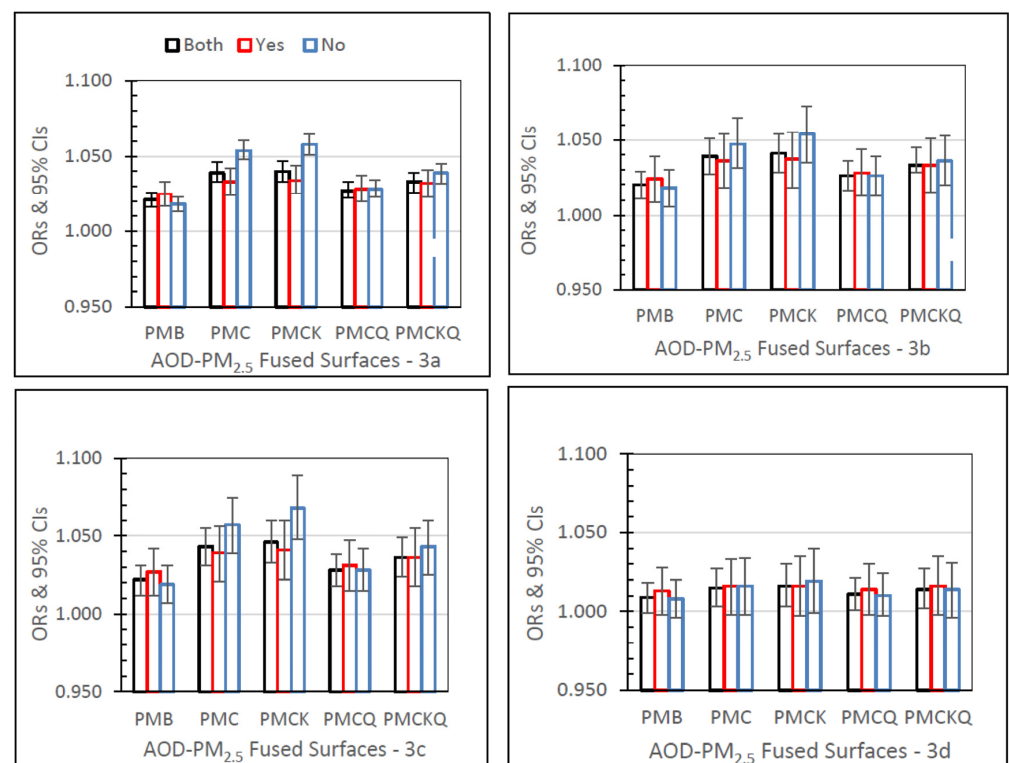 Both Yes No
ORs & 95% CIs
1.100
1.050
1.000
0.950
PMB PMC PMCK PMCQ PMCKQ
AOD-PM2.5 Fused Surfaces - 3a
ORs & 95% CIs
1.100
1.050
1.000
0.950
PMB PMC PMCK PMCQ PMCKQ
AOD-PM2.5 Fused Surfaces - 3b
ORs & 95% CIs
1.100
1.050
1.000
0.950
PMB PMC PMCK PMCQ PMCKQ
AOD-PM2.5 Fused Surfaces - 3c
ORs & 95% CIs
1.100
1.050
1.000
0.950
PMB PMC PMCK PMCQ PMCKQ
AOD-PM2.5 Fused Surfaces - 3d